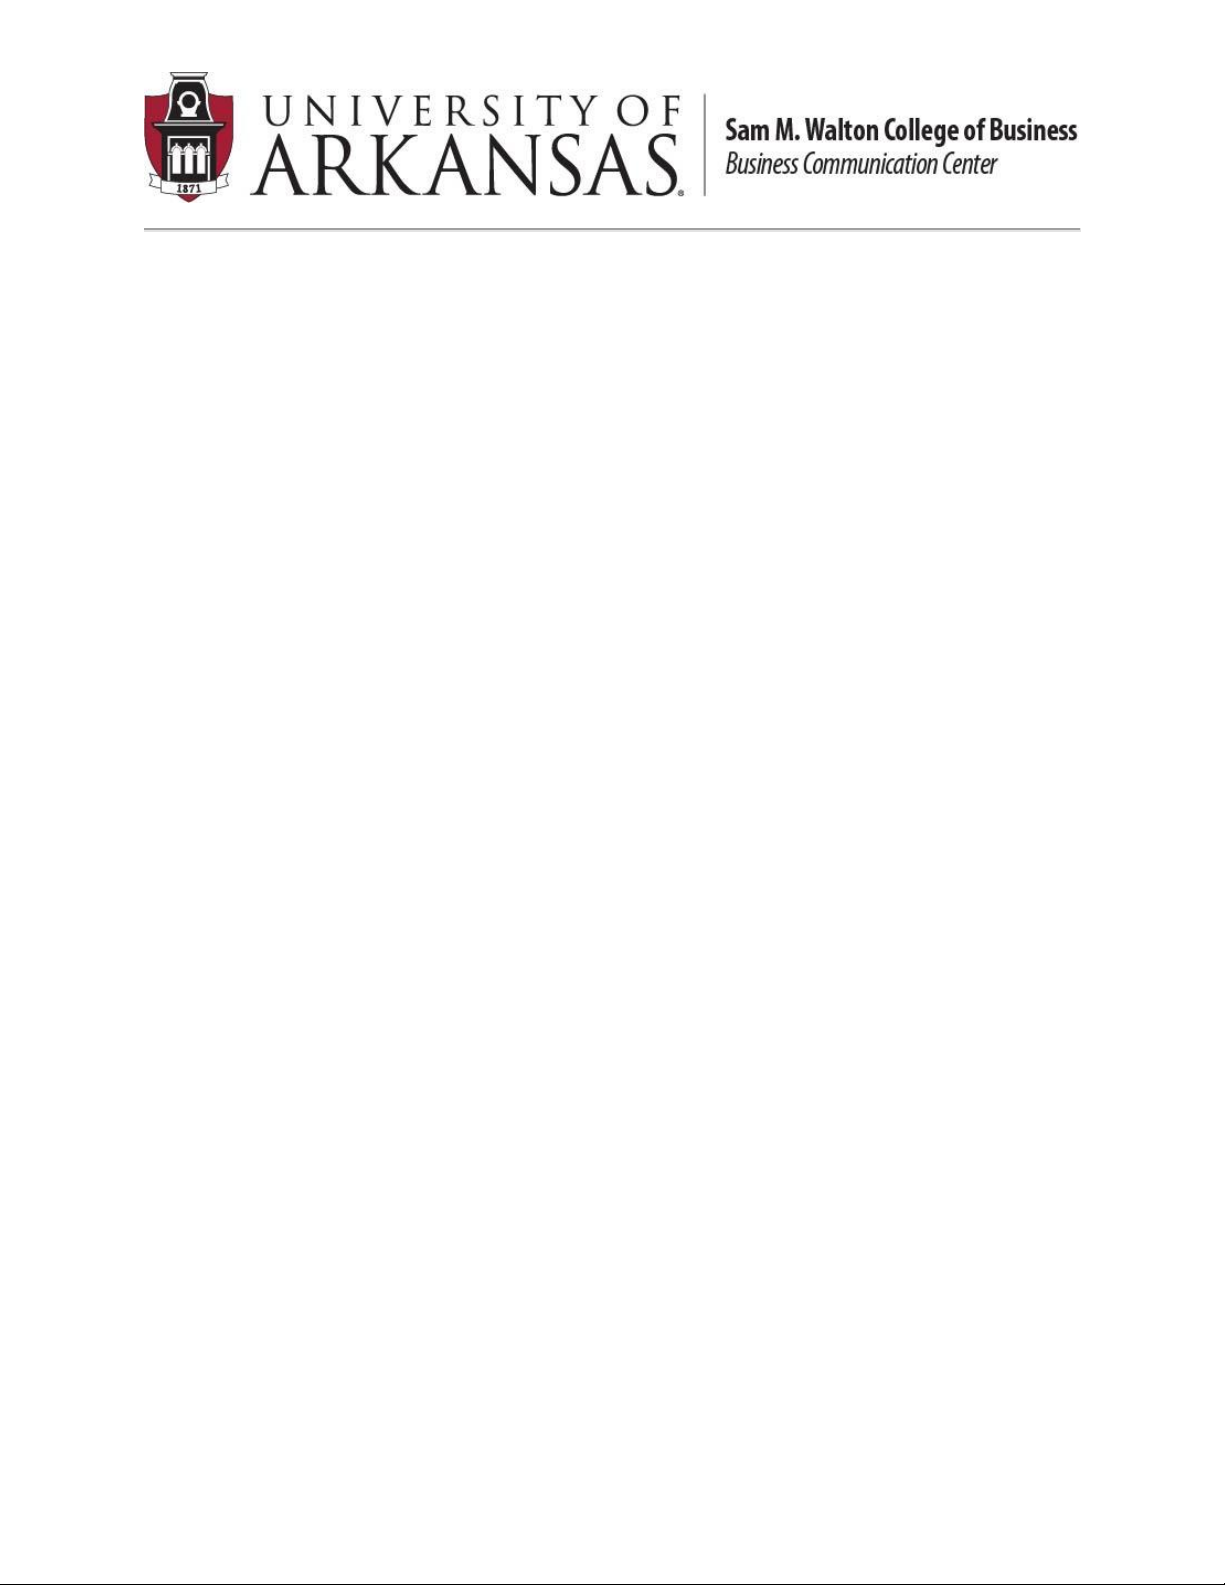 UNIVERSITY OF
ARKANSAS®
Sam M. Walton College of Business
Business Communication Center
1871